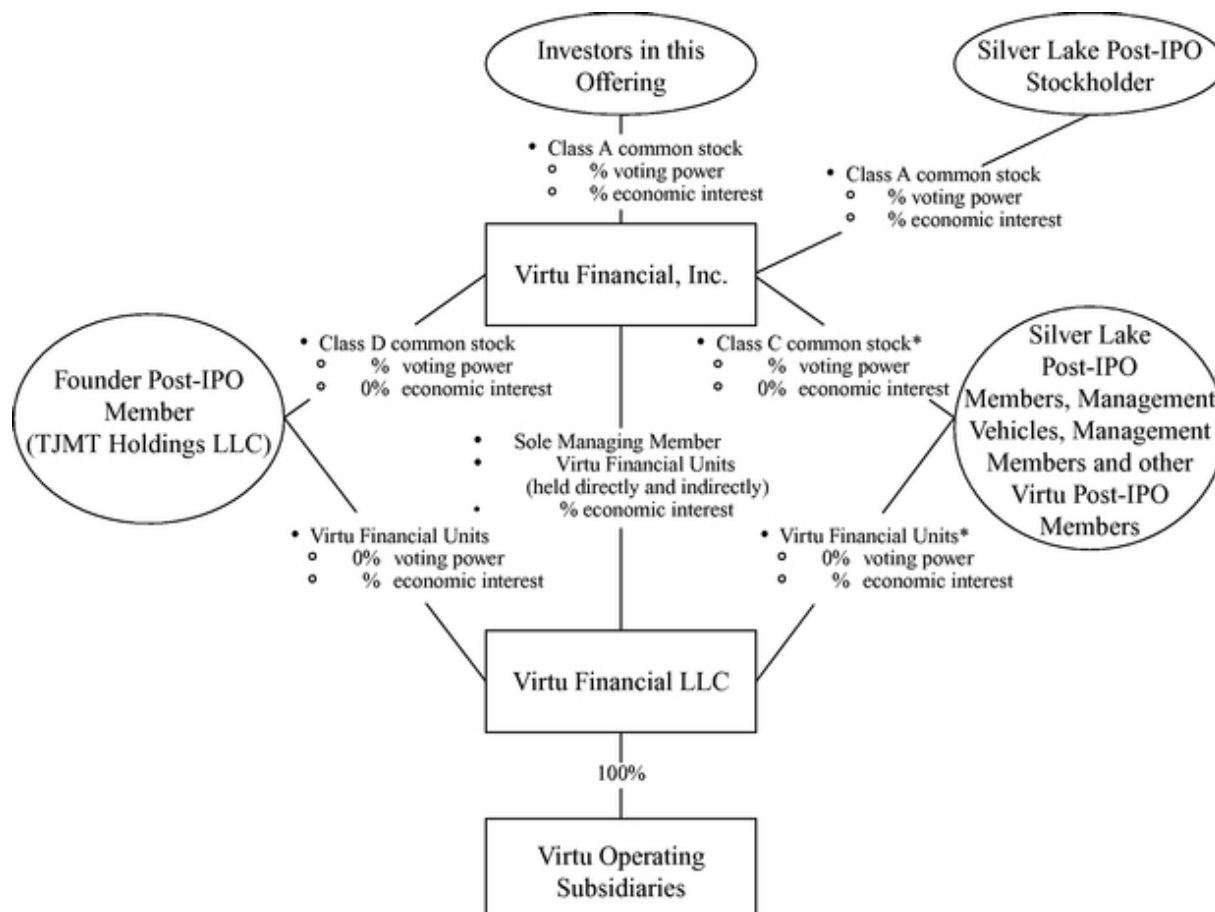 Investors in this
Offering
Silver Lake Post-IPO
Stockholder
• Class A common stock
o % voting power
o % economic interest
• Class A common stock
o % voting power
o % economic interest
Virtu Financial, Inc.
Founder Post-IPO
Member
(TJMT Holdings LLC)
• Class D common stock
o % voting power
o 0% economic interest
• Class C common stock*
o % voting power
o 0% economic interest
Silver Lake
Post-IPO
Members, Management
Vehicles, Management
Members and other
Virtu Post-IPO
Members
• Sole Managing Member
• Virtu Financial Units
(held directly and indirectly)
• % economic interest
• Virtu Financial Units
o 0% voting power
o % economic interest
• Virtu Financial Units*
o 0% voting power
o % economic interest
Virtu Financial LLC
100%
Virtu Operating
Subsidiaries